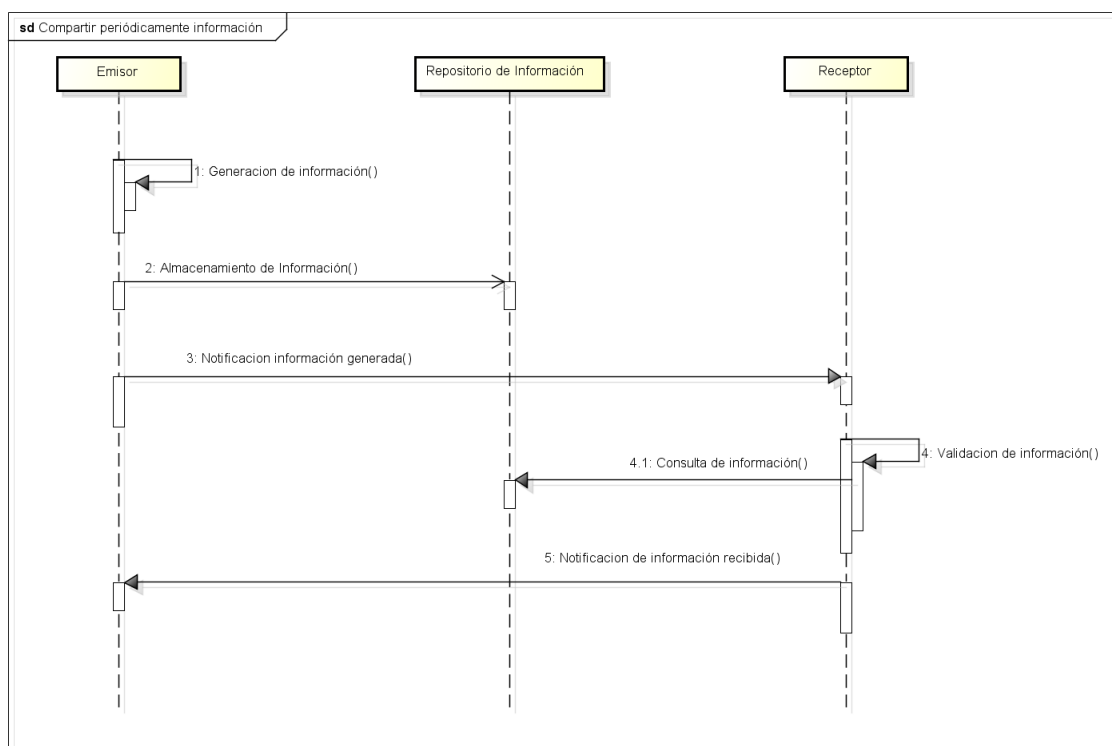 sd Compartir periódicamente información
Emisor
Repositorio de Información
Receptor
1: Generacion de información()
2: Almacenamiento de Información()
3: Notificacion información generada()
4: Validacion de información()
4.1: Consulta de información()
5: Notificacion de información recibida()